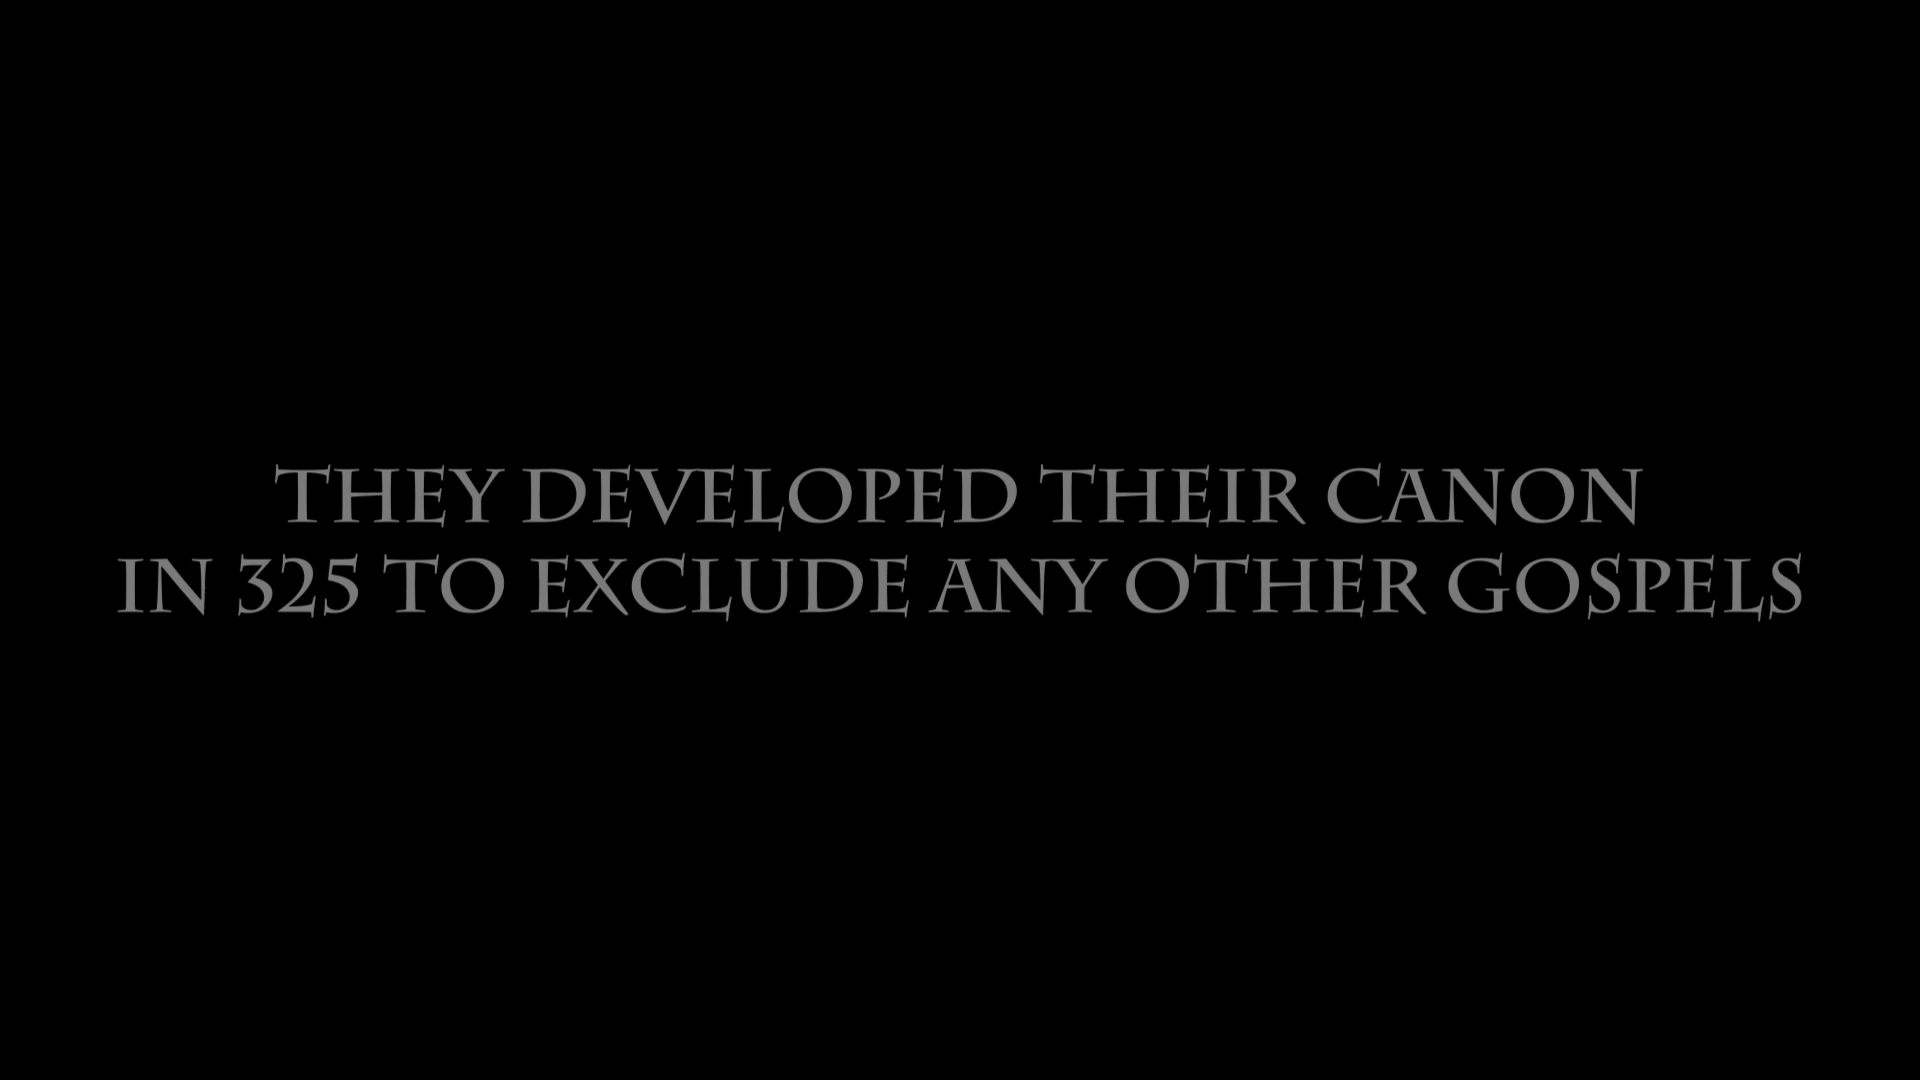 THEY DEVELOPED THEIR CANON
IN 325 TO EXCLUDE ANY OTHER GOSPELS